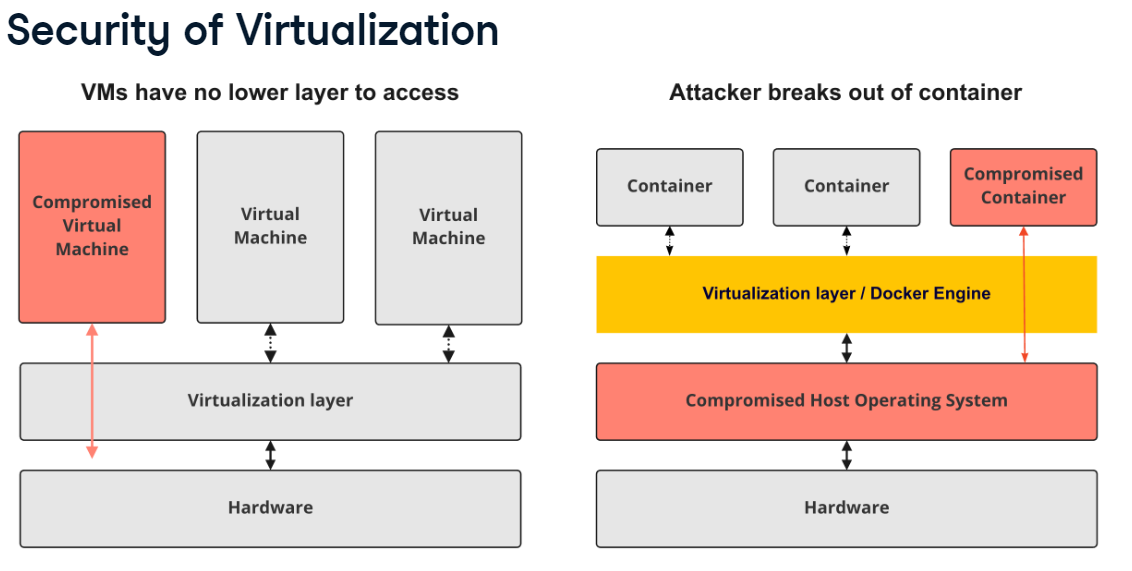 Security of Virtualization
VMs have no lower layer to access
Compromised
Virtual
Machine
Virtual
Machine
Virtual
Machine
Virtualization layer
Hardware
Attacker breaks out of container
Container
Container
Compromised
Container
Virtualization layer / Docker Engine
Compromised Host Operating System
Hardware